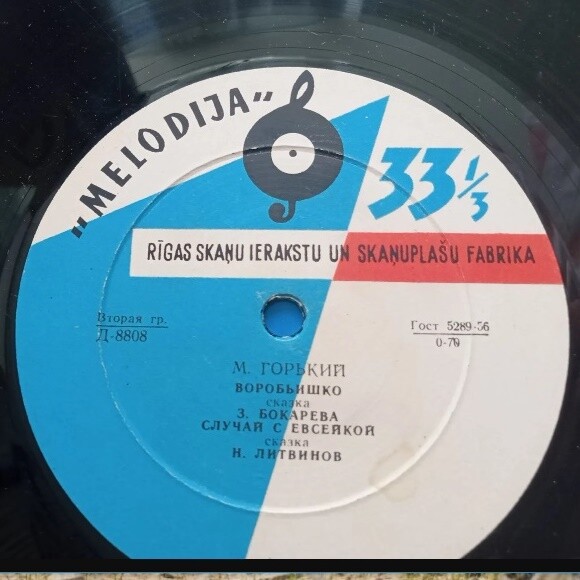 „MELODIJA”
33 1/3
RĪGAS SKAŅU IERAKSTU UN SKAŅUPLAŠU FABRIKA
Вторая гр.
Д-8808
Гост 5289-56
0-70
М. ГОРЬКИЙ
ВОРОБЬИШКО
сказка
З. БОКАРЕВА
СЛУЧАЙ С ЕВСЕЙКОЙ
сказка
Н. ЛИТВИНОВ